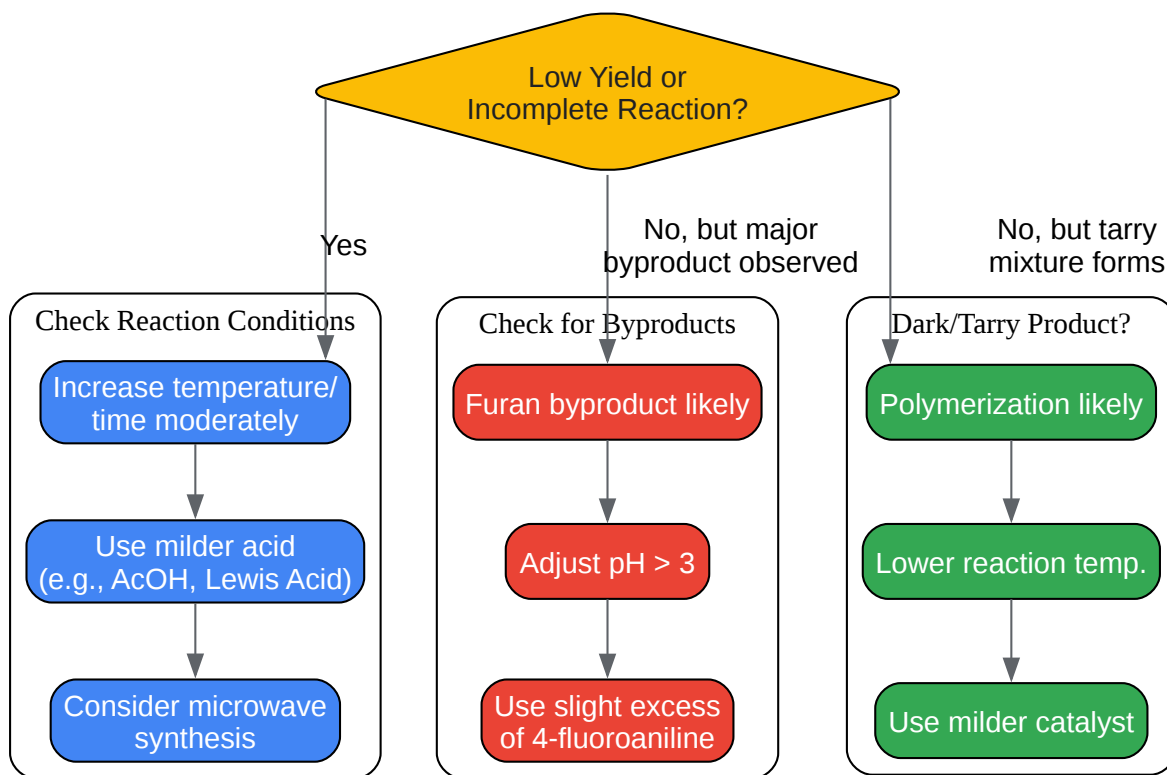 Low Yield or
Incomplete Reaction?
Yes
No, but major
byproduct observed
No, but tarry
mixture forms
Check Reaction Conditions
Increase temperature/
time moderately
Use milder acid
(e.g., AcOH, Lewis Acid)
Consider microwave
synthesis
Check for Byproducts
Furan byproduct likely
Adjust pH > 3
Use slight excess
of 4-fluoroaniline
Dark/Tarry Product?
Polymerization likely
Lower reaction temp.
Use milder catalyst